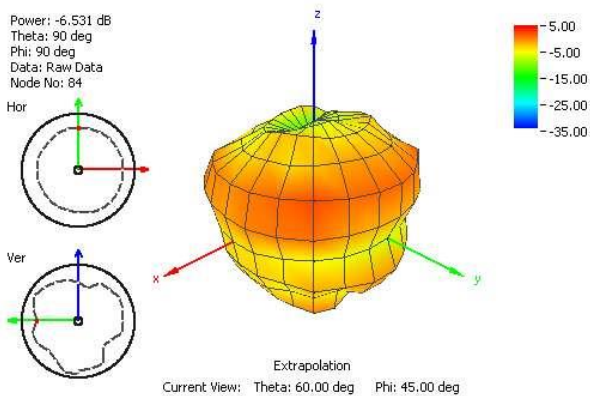 Power: -6.531 dB
Theta: 90 deg
Phi: 90 deg
Data: Raw Data
Node No: 84
Hor
Ver
z
x
y
5.00
-5.00
-15.00
-25.00
-35.00
Extrapolation
Current View: Theta: 60.00 deg Phi: 45.00 deg